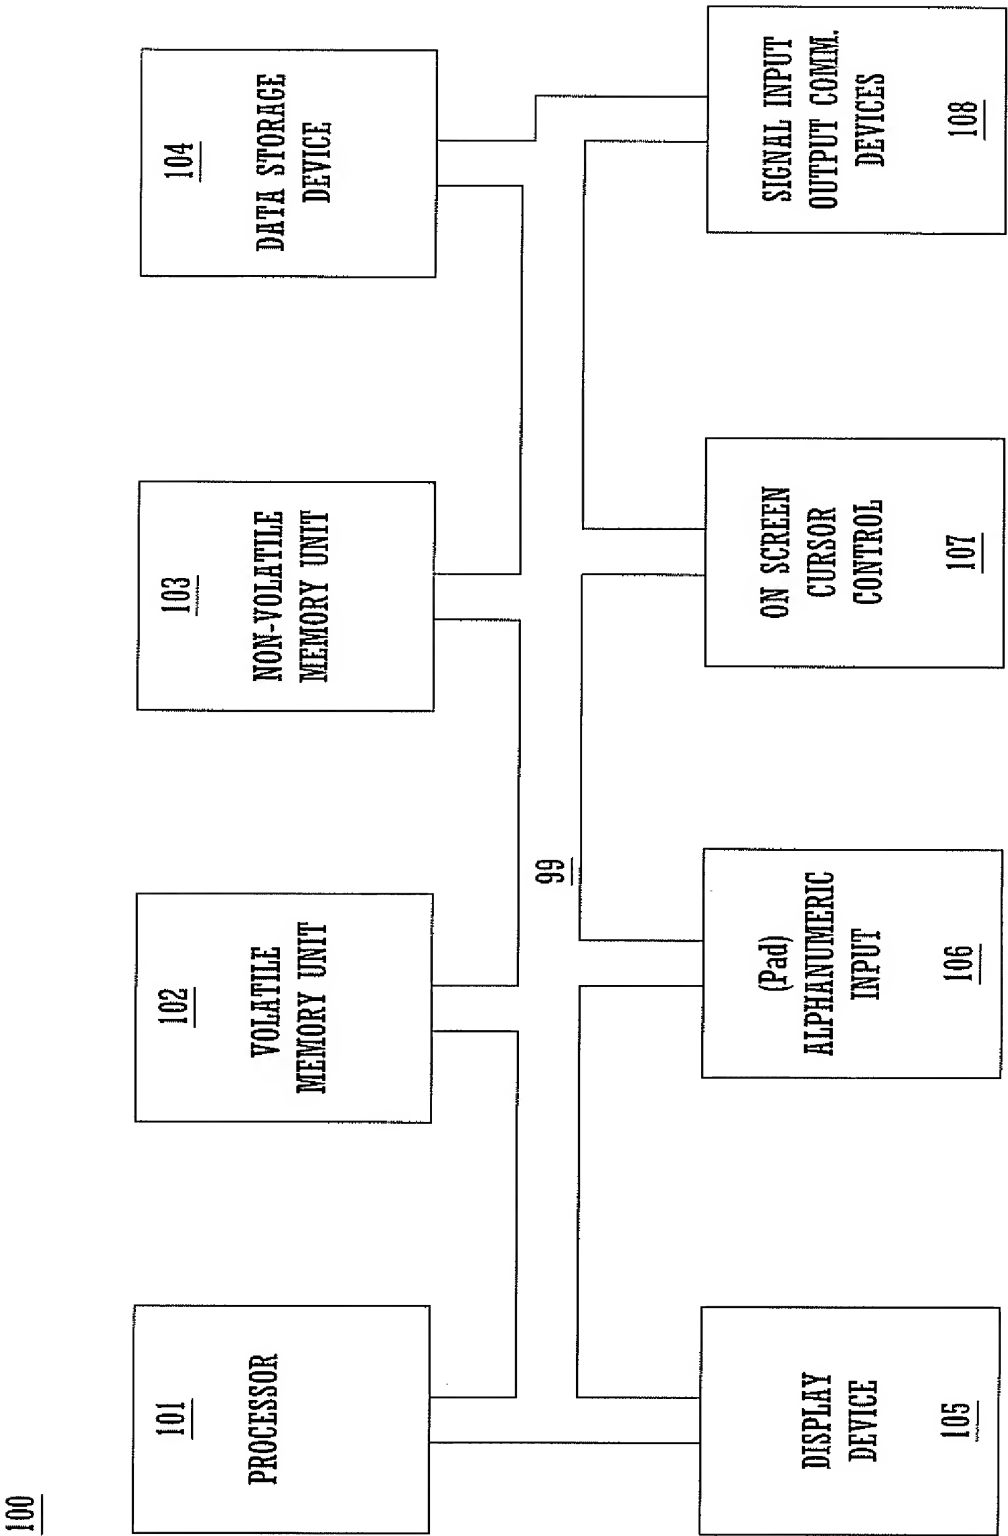 100
101
PROCESSOR
102
VOLATILE
MEMORY UNIT
103
NON-VOLATILE
MEMORY UNIT
104
DATA STORAGE
DEVICE
99
DISPLAY
DEVICE
105
(Pad)
ALPHANUMERIC
INPUT
106
ON SCREEN
CURSOR
CONTROL
107
SIGNAL INPUT
OUTPUT COMM.
DEVICES
108